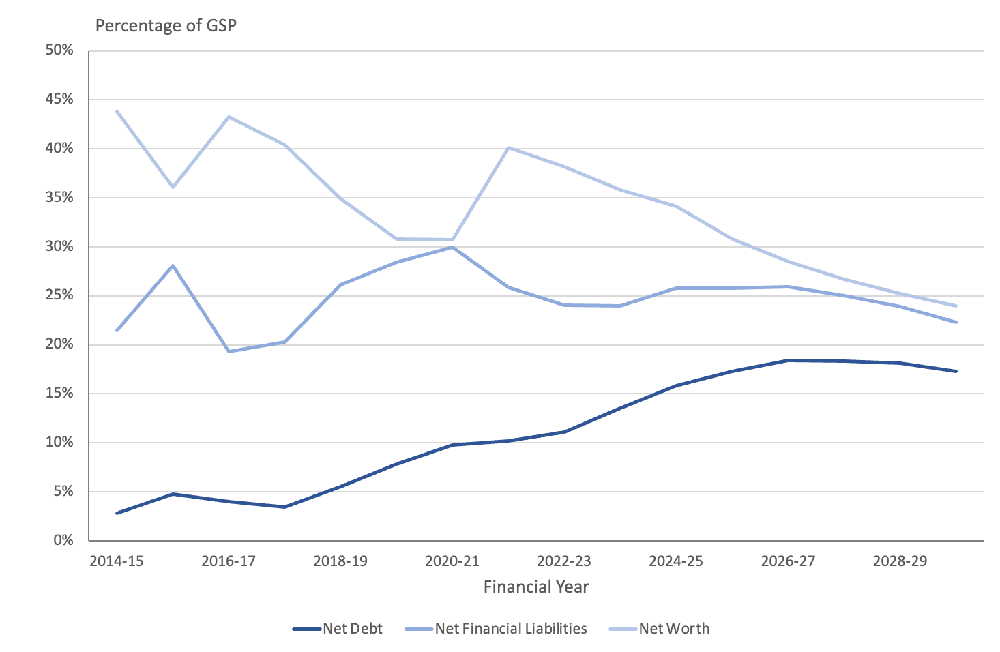 Percentage of GSP
50%
45%
40%
35%
30%
25%
20%
15%
10%
5%
0%
2014-15 2016-17 2018-19 2020-21 2022-23 2024-25 2026-27 2028-29
Financial Year
Net Debt Net Financial Liabilities Net Worth